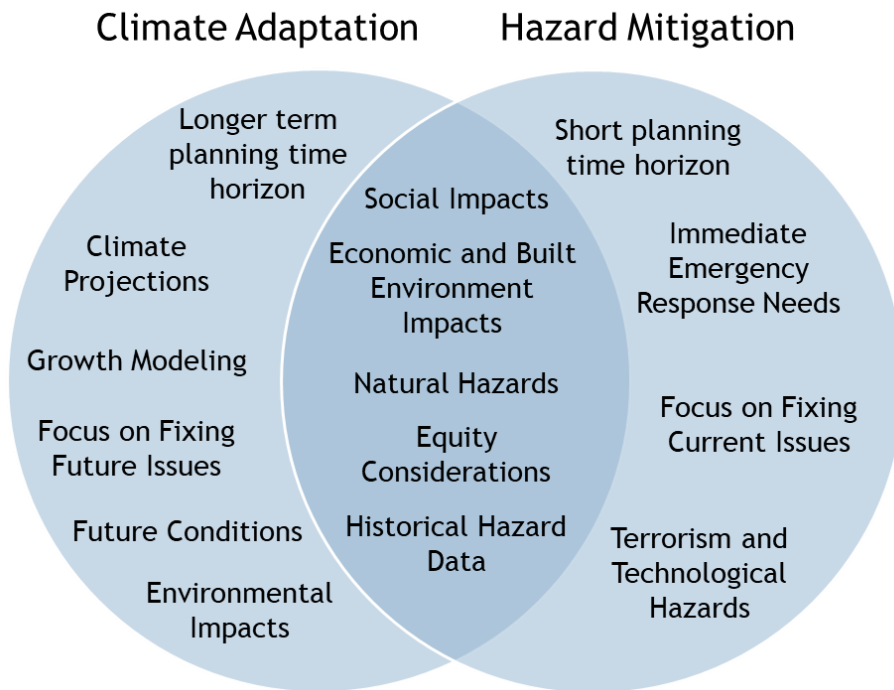 Climate Adaptation
Hazard Mitigation
Longer term
planning time
horizon
Climate
Projections
Growth Modeling
Focus on Fixing
Future Issues
Future Conditions
Environmental
Impacts
Social Impacts
Economic and Built
Environment
Impacts
Natural Hazards
Equity
Considerations
Historical Hazard
Data
Short planning
time horizon
Immediate
Emergency
Response Needs
Focus on Fixing
Current Issues
Terrorism and
Technological
Hazards